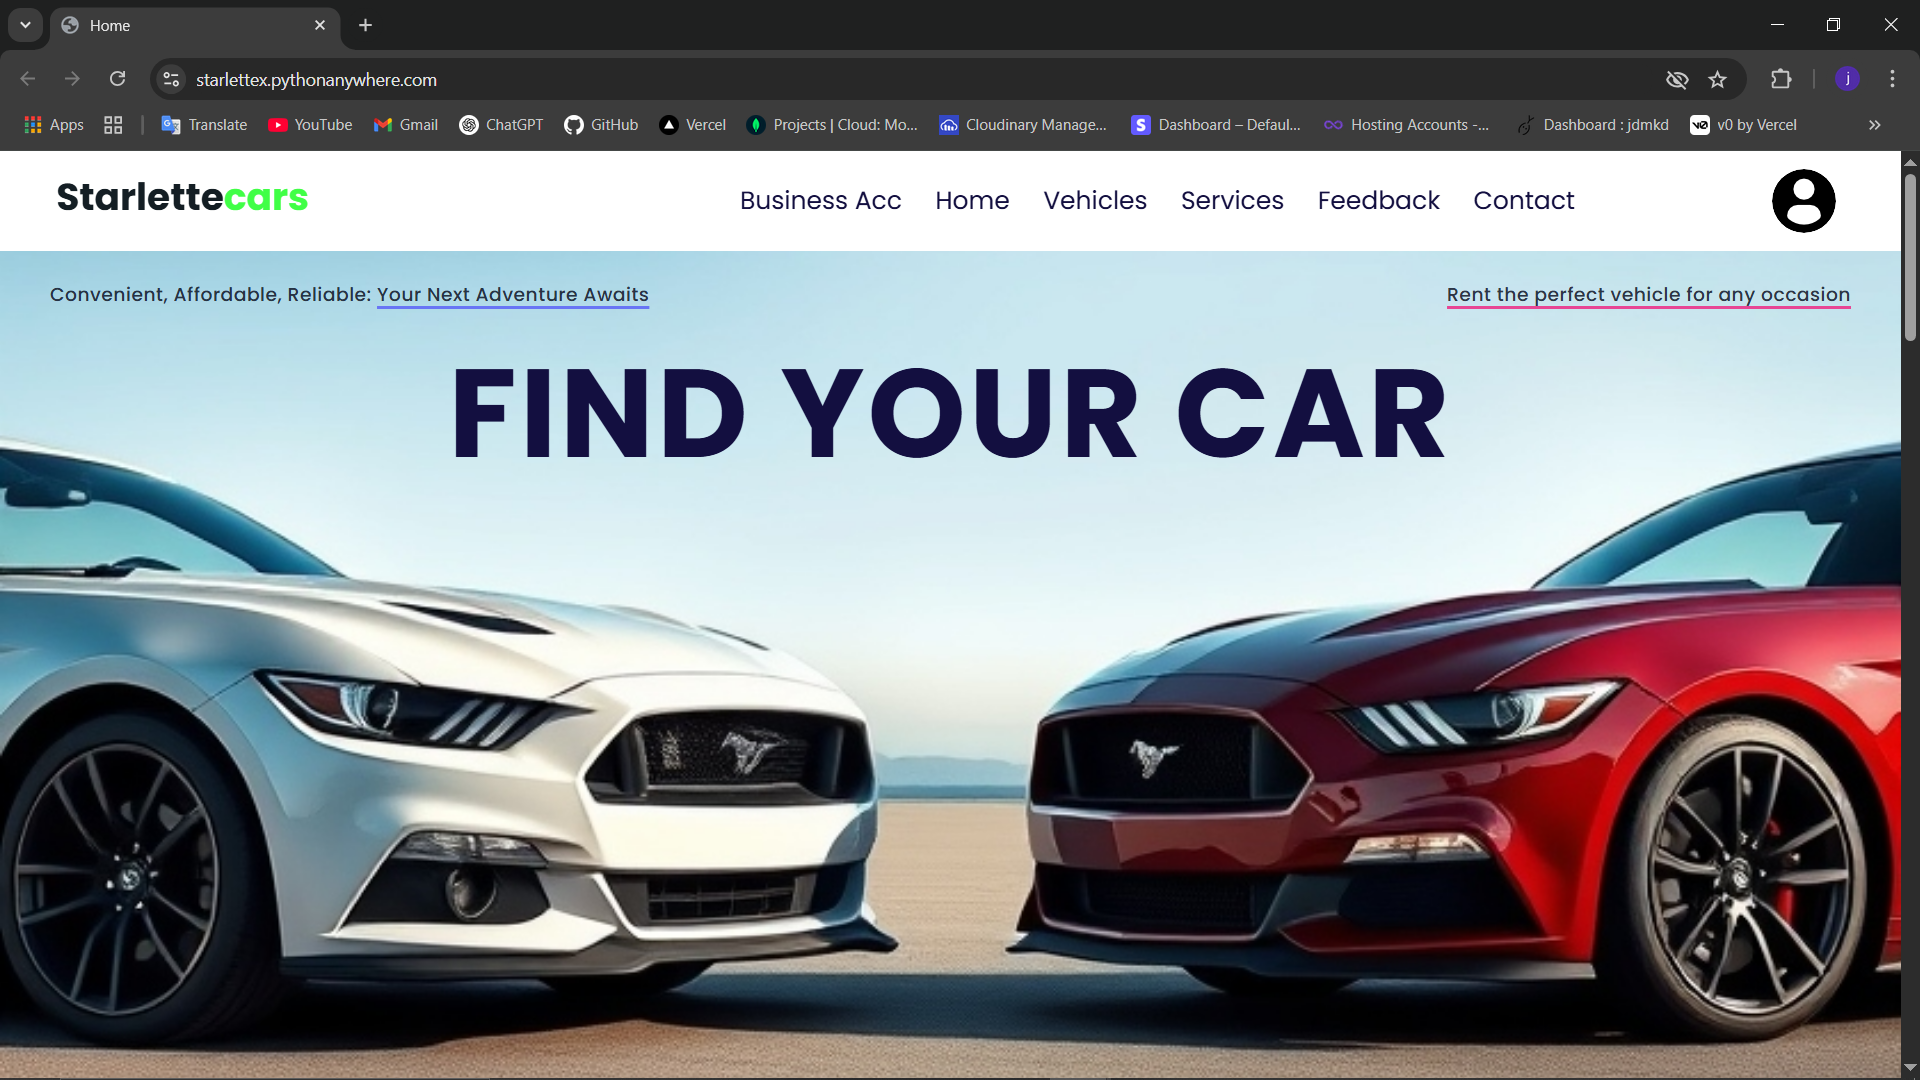 Home
starlettex.pythonanywhere.com
j
Apps
Translate
YouTube
Gmail
ChatGPT
GitHub
Vercel
Projects | Cloud: Mo...
Cloudinary Manage...
S Dashboard – Defaul...
Hosting Accounts -...
Dashboard : jdmkd
v0 v0 by Vercel
Starlettecars
Business Acc Home Vehicles Services Feedback Contact
Convenient, Affordable, Reliable: Your Next Adventure Awaits
Rent the perfect vehicle for any occasion
FIND YOUR CAR